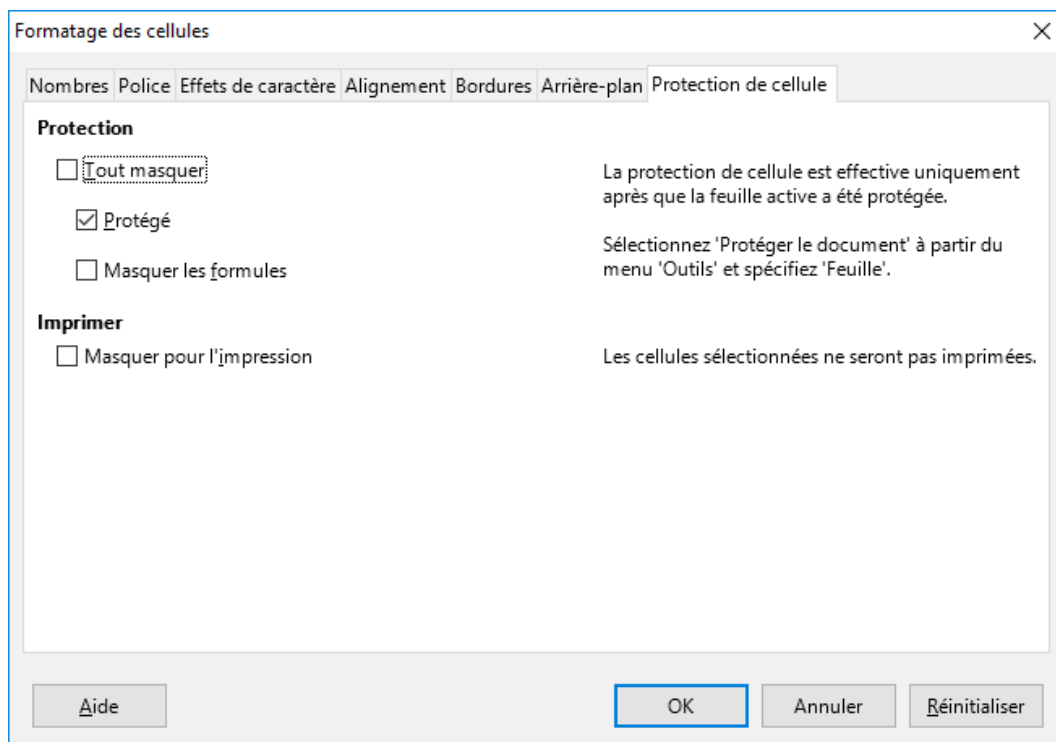 Formatage des cellules
Nombres Police Effets de caractère Alignement Bordures Arrière-plan Protection de cellule
Protection
Tout masquer
La protection de cellule est effective uniquement
après que la feuille active a été protégée.
Protégé
Sélectionnez 'Protéger le document' à partir du
menu 'Outils' et spécifiez 'Feuille'.
Masquer les formules
Imprimer
Masquer pour l'impression
Les cellules sélectionnées ne seront pas imprimées.
Aide
OK
Annuler
Réinitialiser